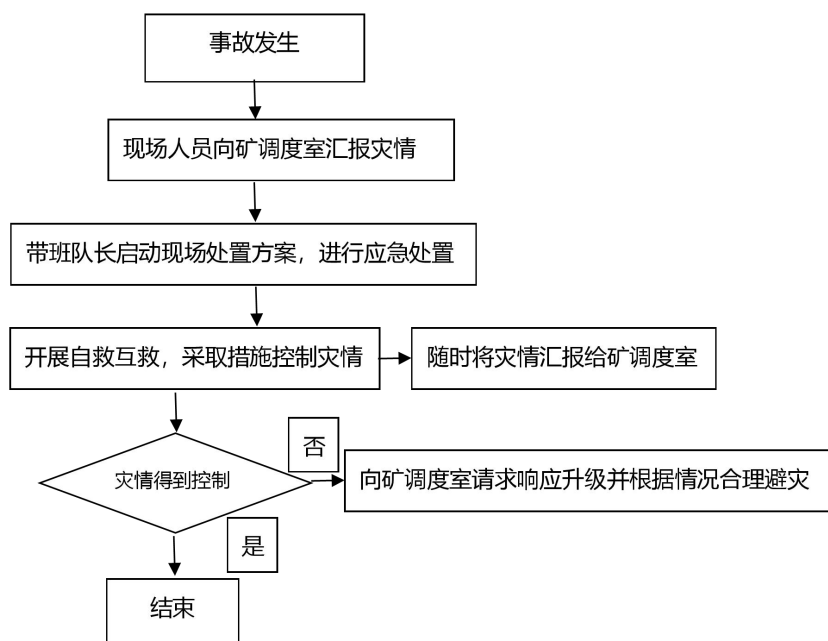 事故发生
现场人员向矿调度室汇报灾情
带班队长启动现场处置方案，进行应急处置
开展自救互救，采取措施控制灾情
随时将灾情汇报给矿调度室
灾情得到控制
否
向矿调度室请求响应升级并根据情况合理避灾
是
结束